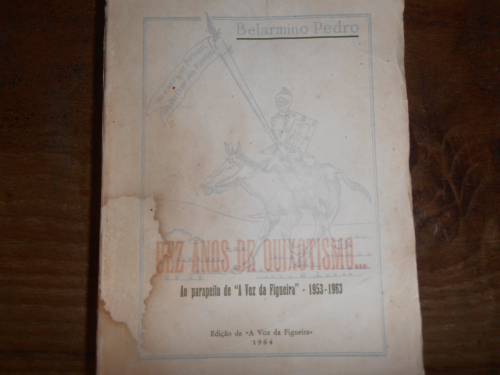 Belarmino Pedro
DEZ ANOS DE QUIXOTISMO...
Ao parapeito de "A Voz da Figueira" - 1953-1963
Edição de «A Voz da Figueira»
1964